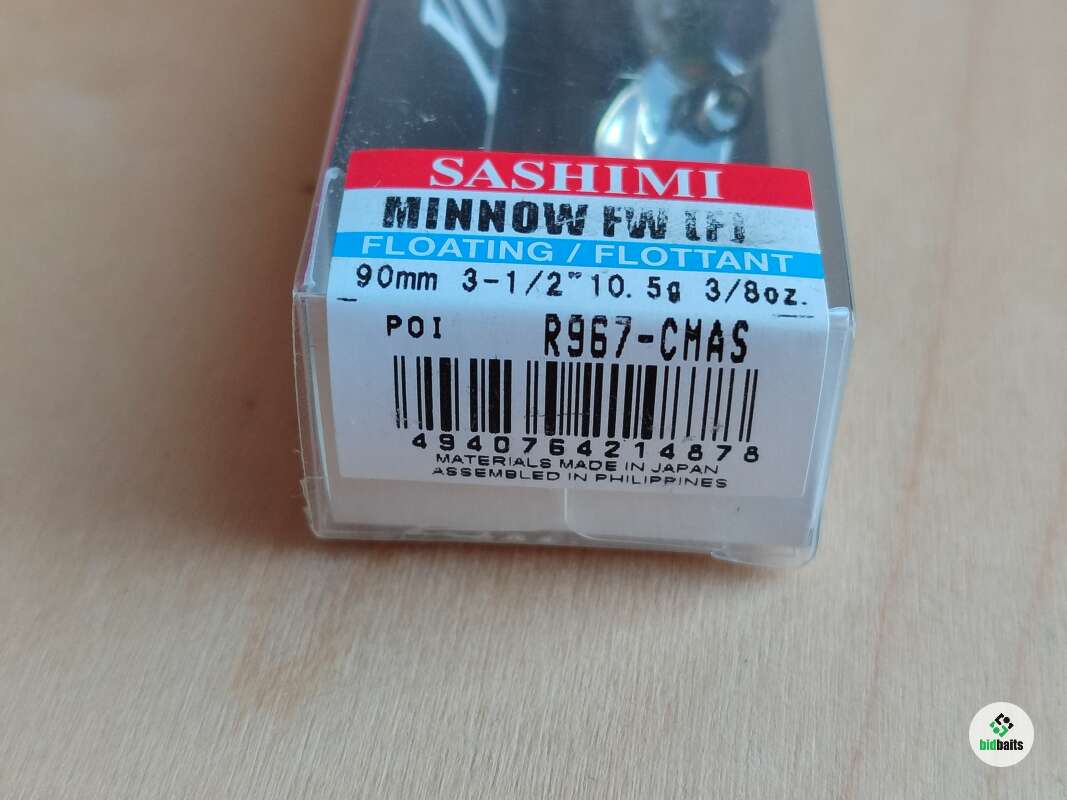 SASHIMI
MINNOW FW (F)
FLOATING / FLOTTANT
90mm 3-1/2" 10.5g 3/8oz.
POI R967-CMAS
4940764214878
MATERIALS MADE IN JAPAN
ASSEMBLED IN PHILIPPINES
bidbaits